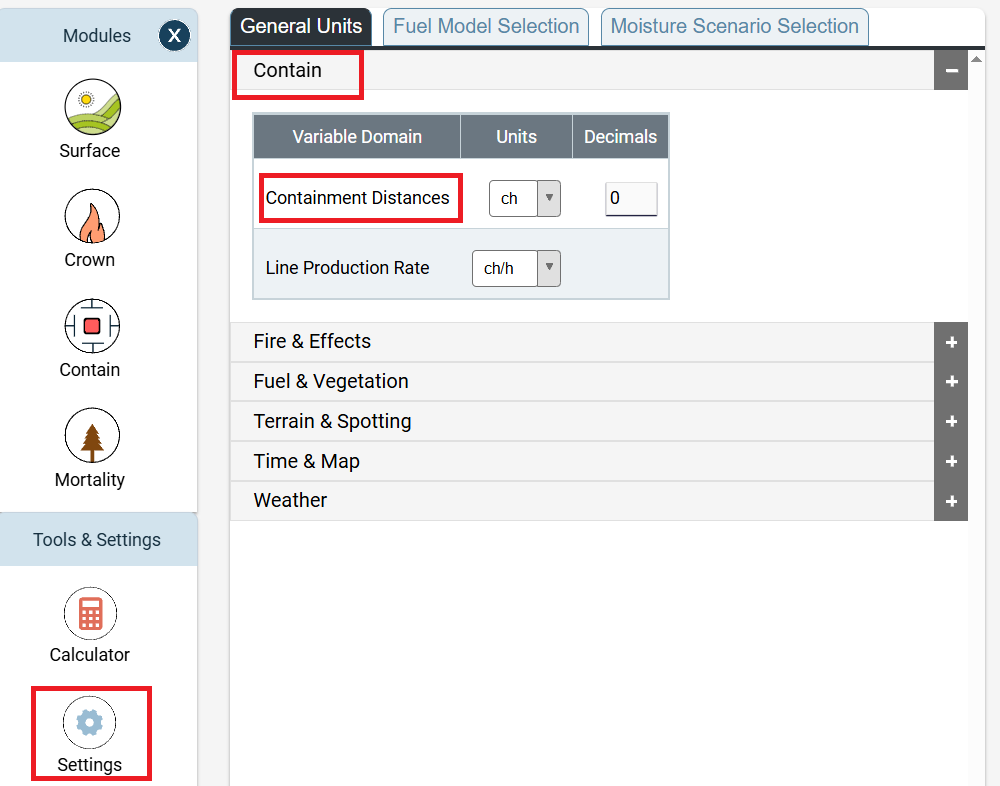 Modules X
Surface
Crown
Contain
Mortality
Tools & Settings
Calculator
Settings
General Units Fuel Model Selection Moisture Scenario Selection
Contain
Variable Domain Units Decimals
Containment Distances ch 0
Line Production Rate ch/h
Fire & Effects
Fuel & Vegetation
Terrain & Spotting
Time & Map
Weather